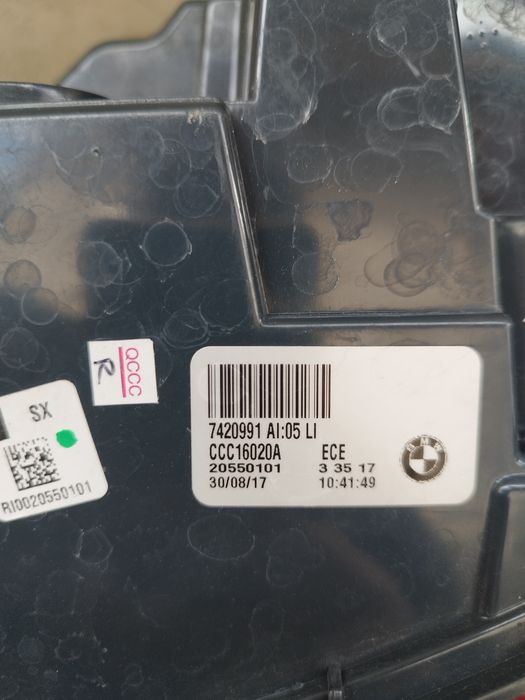 QCCC
R
SX
RI0020550101
7420991 AI:05 LI
CCC16020A ECE
20550101 3 35 17
30/08/17 10:41:49
BMW